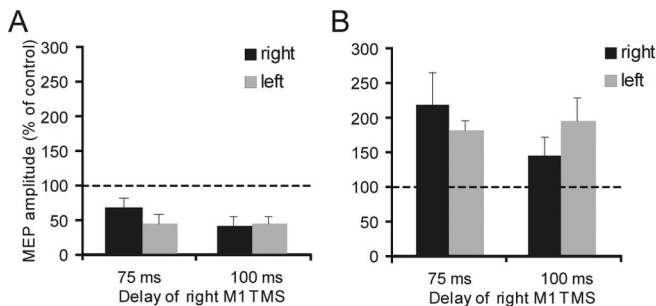 A
MEP amplitude (% of control)
300
250
200
150
100
50
0
right
left
75 ms
100 ms
Delay of right M1 TMS
B
300
250
200
150
100
50
0
right
left
75 ms
100 ms
Delay of right M1 TMS